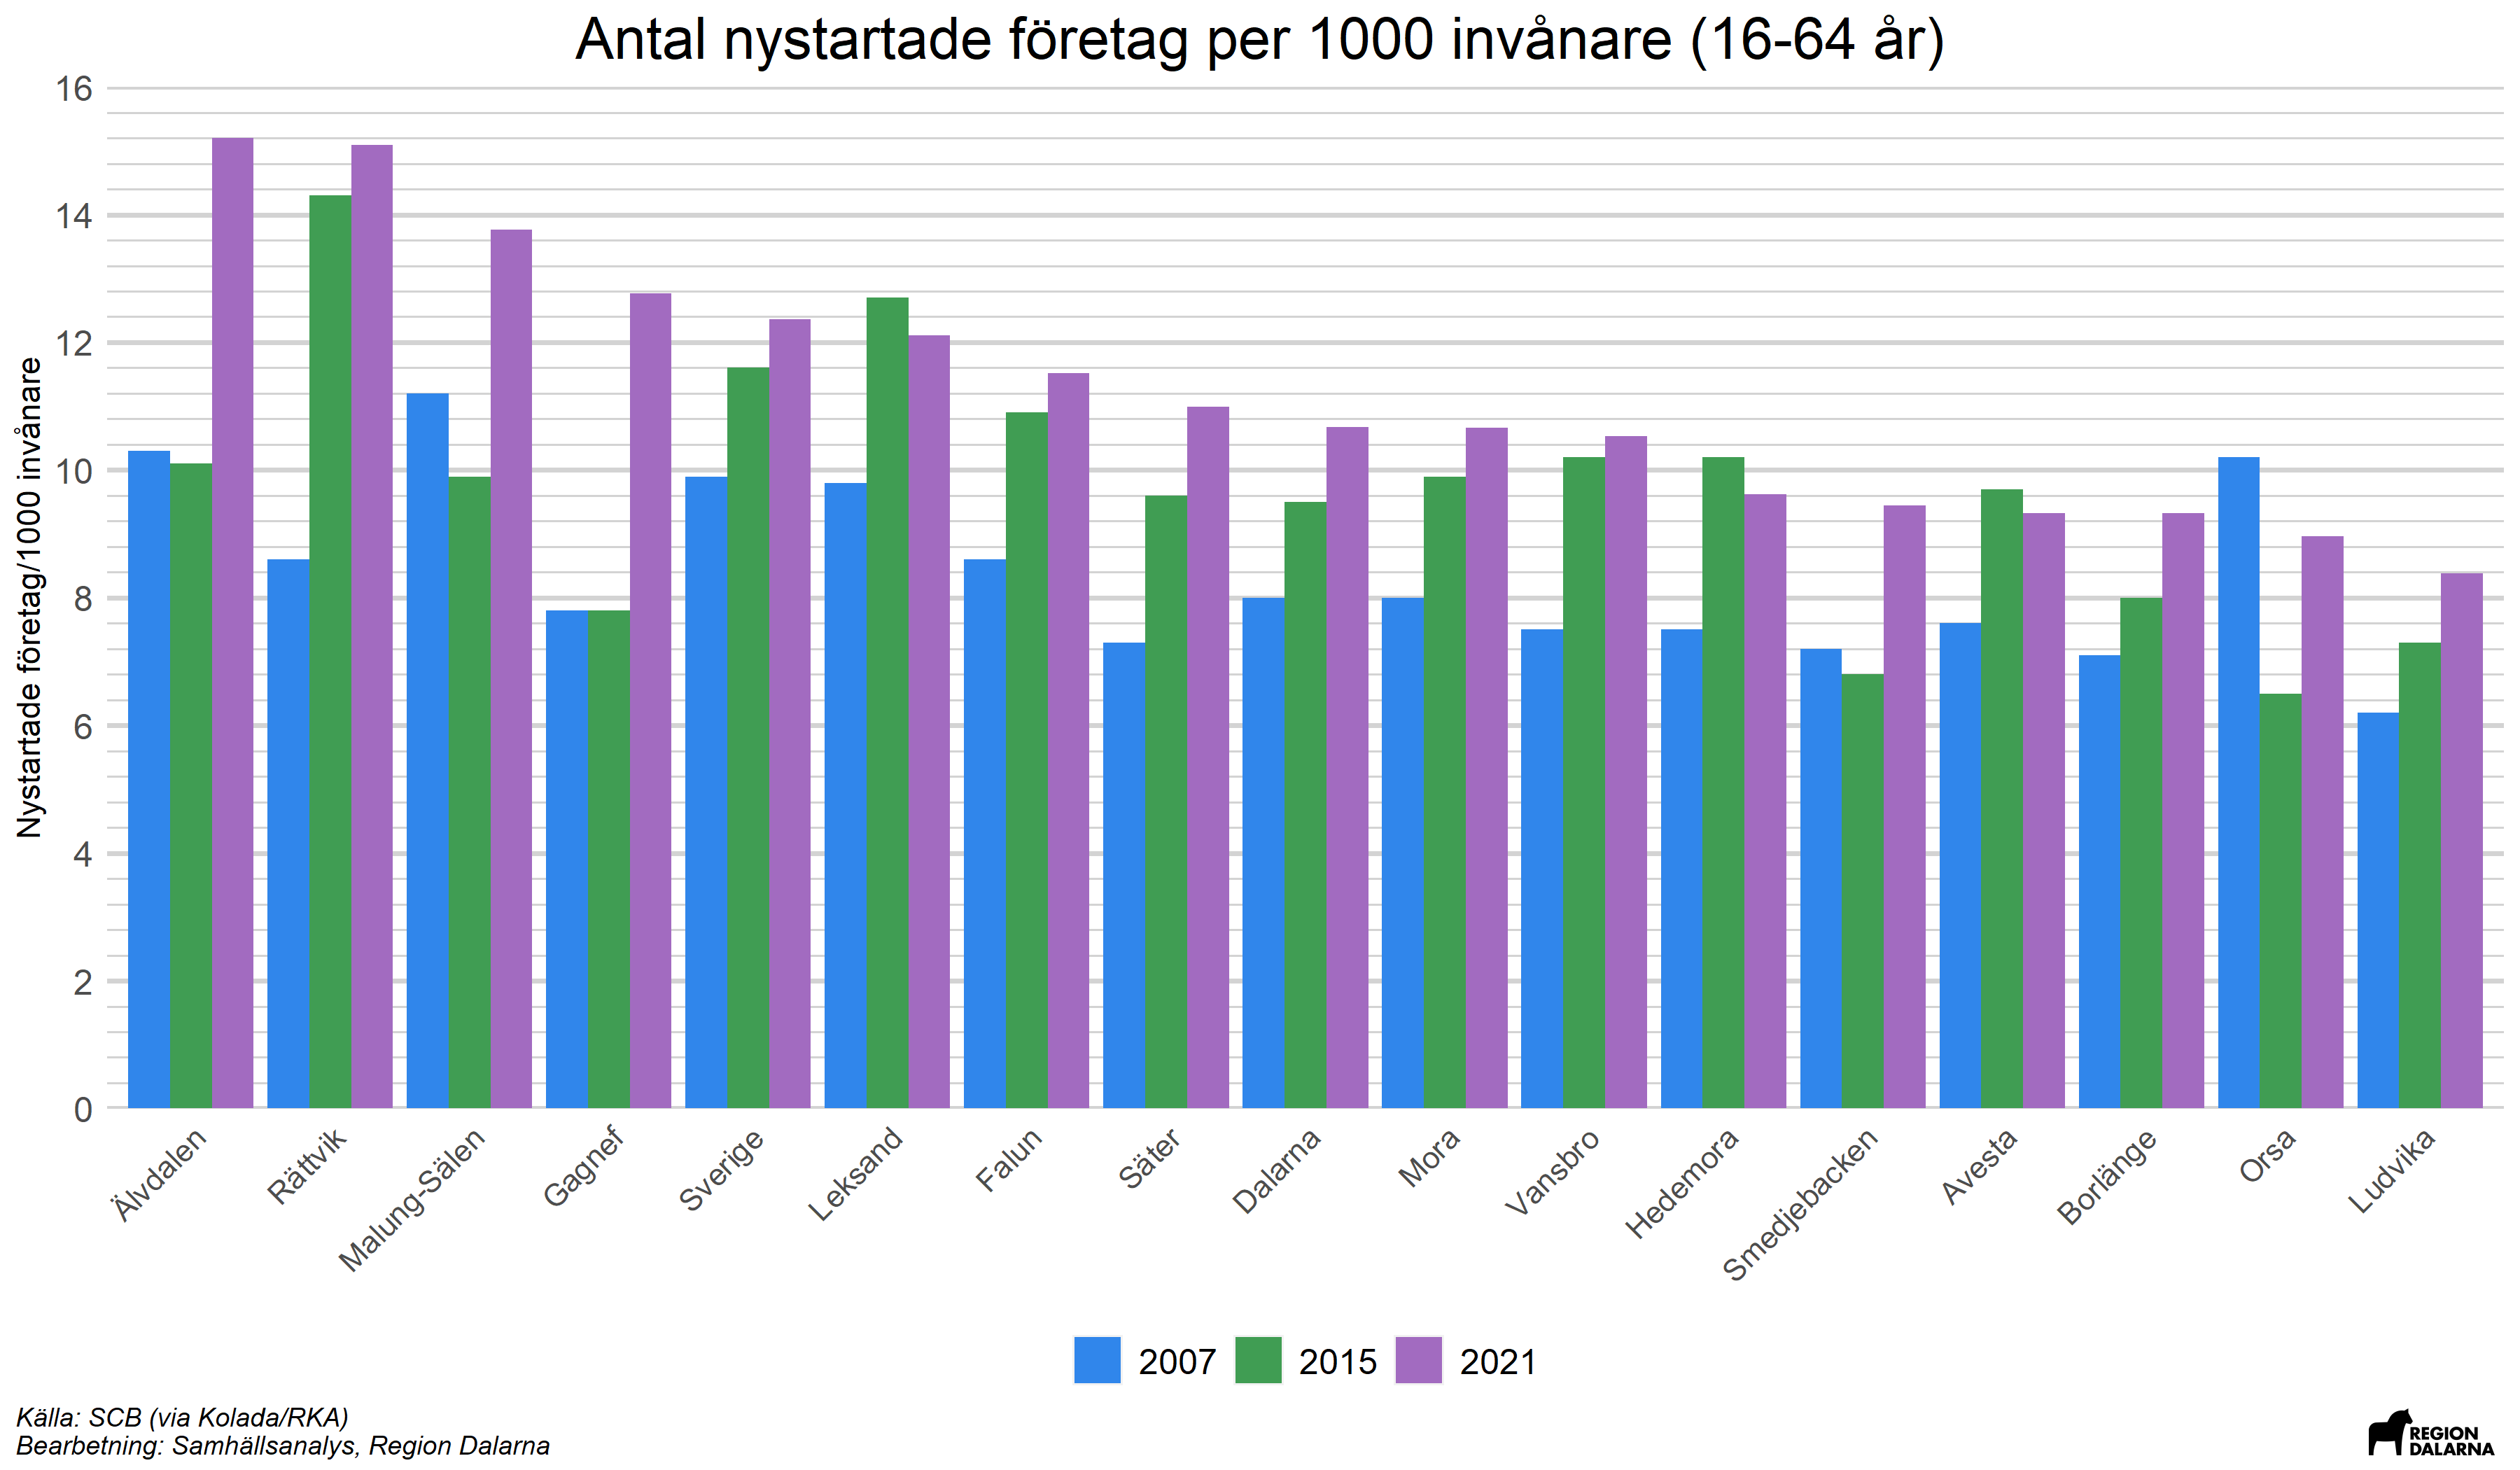 Antal nystartade företag per 1000 invånare (16-64 år)
Nystartade företag/1000 invånare
16
14
12
10
8
6
4
2
0
Älvdalen
Rättvik
Malung-Sälen
Gagnef
Sverige
Leksand
Falun
Säter
Dalarna
Mora
Vansbro
Hedemora
Smedjebacken
Avesta
Borlänge
Orsa
Ludvika
2007 2015 2021
Källa: SCB (via Kolada/RKA)
Bearbetning: Samhällsanalys, Region Dalarna
REGION
DALARNA